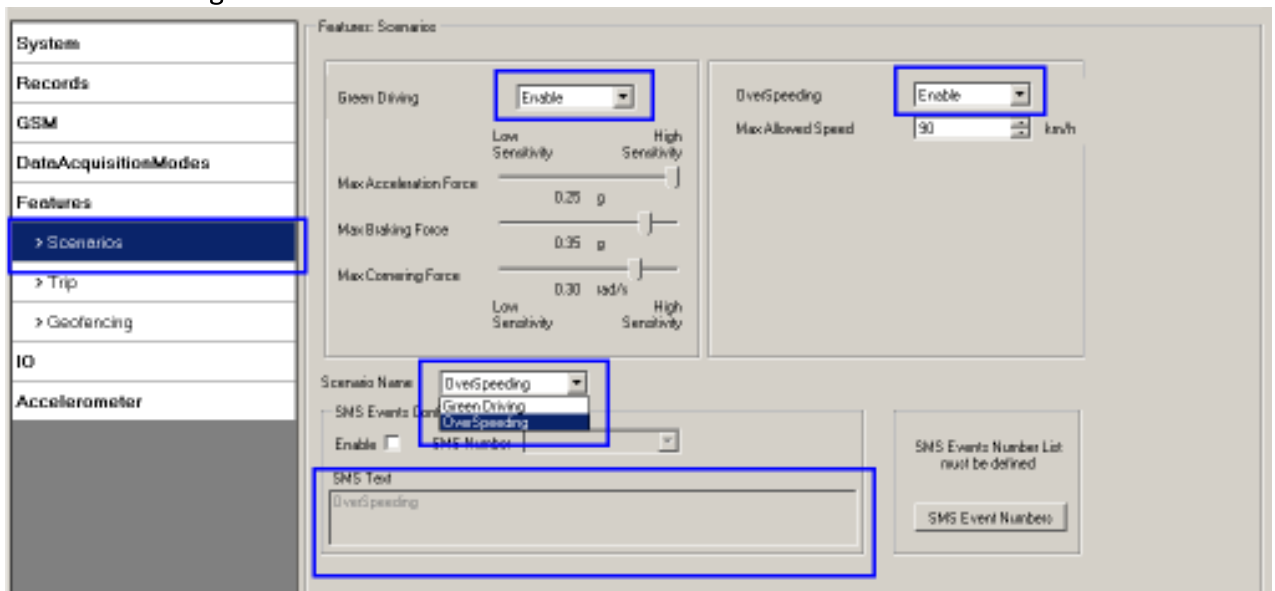 System
Records
GSM
DataAcquisitionModes
Features
> Scenarios
> Trip
> Geofencing
IO
Accelerometer
Features: Scenarios
Green Driving
Enable
Low Sensitivity
High Sensitivity
Max Acceleration Force
0.25 g
Max Braking Force
0.35 g
Max Cornering Force
0.30 rad/s
Low Sensitivity
High Sensitivity
OverSpeeding
Enable
Max Allowed Speed
90 km/h
Scenario Name
OverSpeeding
Green Driving
OverSpeeding
SMS Events
Enable
SMS Number
SMS Text
OverSpeeding
SMS Events Number List
must be defined
SMS Event Numbers